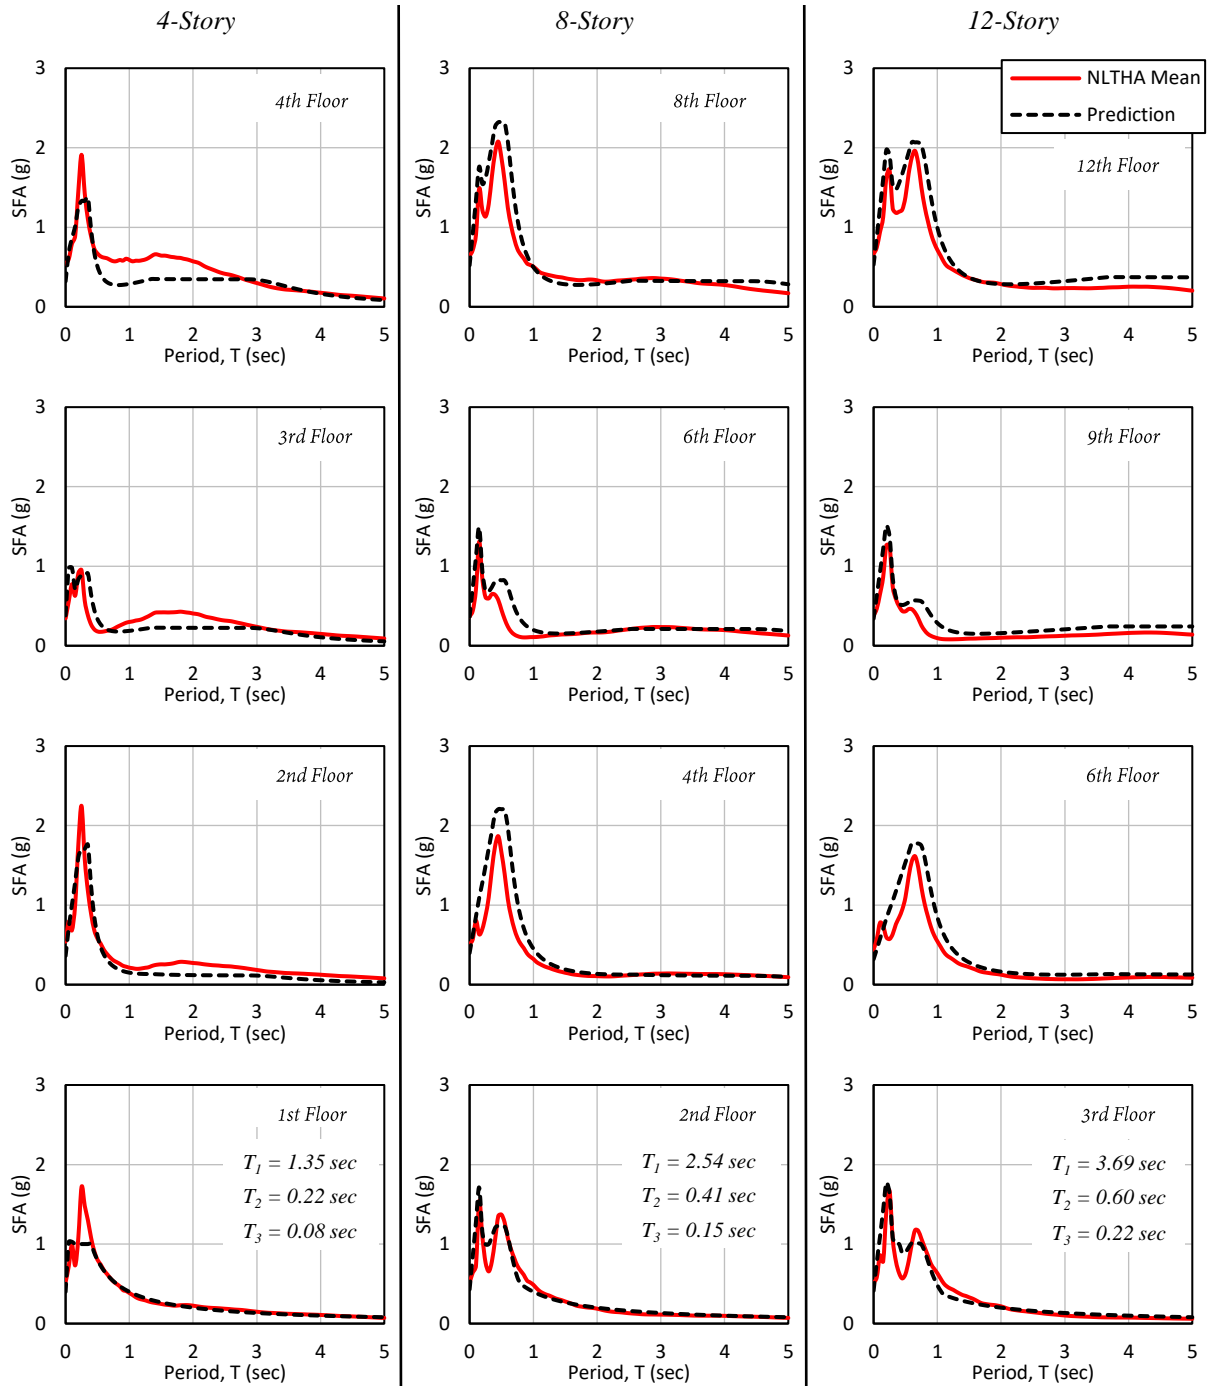 4-Story
8-Story
12-Story
3
2
1
0
SFA (g)
4th Floor
0 1 2 3 4 5
Period, T (sec)
3
2
1
0
SFA (g)
8th Floor
0 1 2 3 4 5
Period, T (sec)
3
2
1
0
SFA (g)
NLTHA Mean
Prediction
12th Floor
0 1 2 3 4 5
Period, T (sec)
3
2
1
0
SFA (g)
3rd Floor
0 1 2 3 4 5
Period, T (sec)
3
2
1
0
SFA (g)
6th Floor
0 1 2 3 4 5
Period, T (sec)
3
2
1
0
SFA (g)
9th Floor
0 1 2 3 4 5
Period, T (sec)
3
2
1
0
SFA (g)
2nd Floor
0 1 2 3 4 5
Period, T (sec)
3
2
1
0
SFA (g)
4th Floor
0 1 2 3 4 5
Period, T (sec)
3
2
1
0
SFA (g)
6th Floor
0 1 2 3 4 5
Period, T (sec)
3
2
1
0
SFA (g)
1st Floor
T1 = 1.35 sec
T2 = 0.22 sec
T3 = 0.08 sec
0 1 2 3 4 5
Period, T (sec)
3
2
1
0
SFA (g)
2nd Floor
T1 = 2.54 sec
T2 = 0.41 sec
T3 = 0.15 sec
0 1 2 3 4 5
Period, T (sec)
3
2
1
0
SFA (g)
3rd Floor
T1 = 3.69 sec
T2 = 0.60 sec
T3 = 0.22 sec
0 1 2 3 4 5
Period, T (sec)